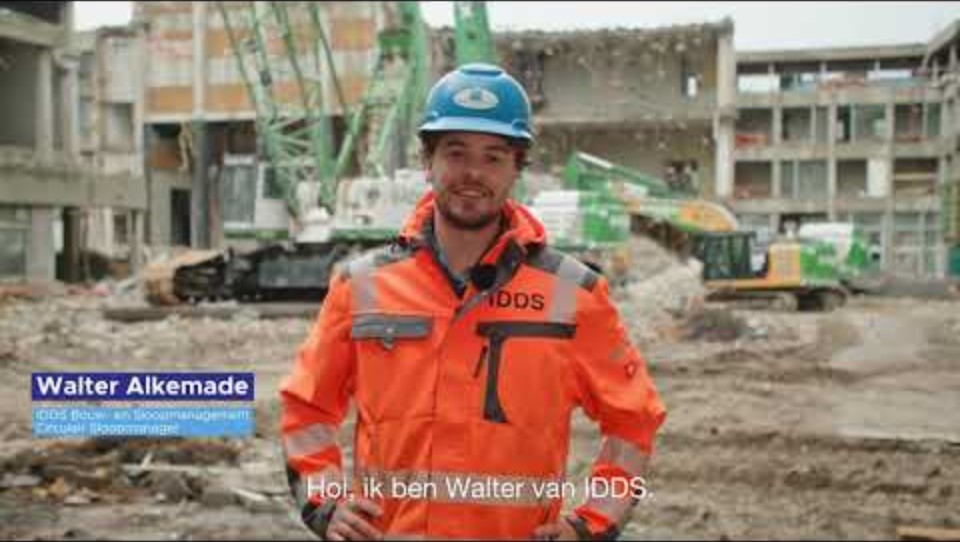 IDDS
Walter Alkemade
IDDS Bouw- en Sloopmanagement
Circulair Sloopmanager
Hoi, ik ben Walter van IDDS.